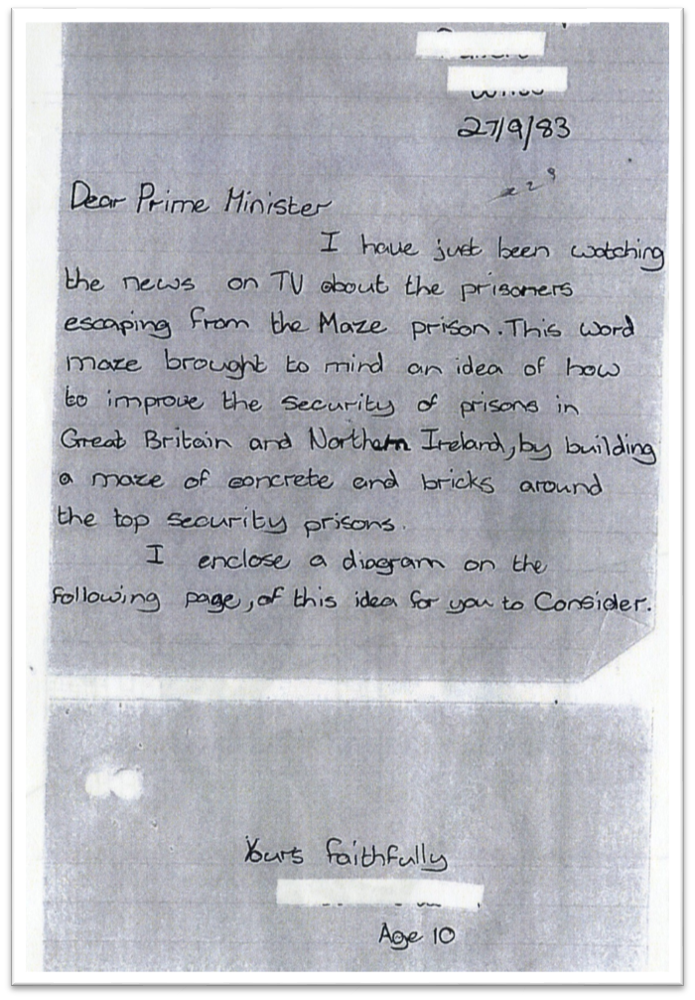 27/9/83
Dear Prime Minister
I have just been watching
the news on TV about the prisoners
escaping from the Maze prison. This word
maze brought to mind an idea of how
to improve the security of prisons in
Great Britain and Northern Ireland, by building
a maze of concrete and bricks around
the top security prisons.
I enclose a diagram on the
following page, of this idea for you to Consider.
Yours faithfully
Age 10